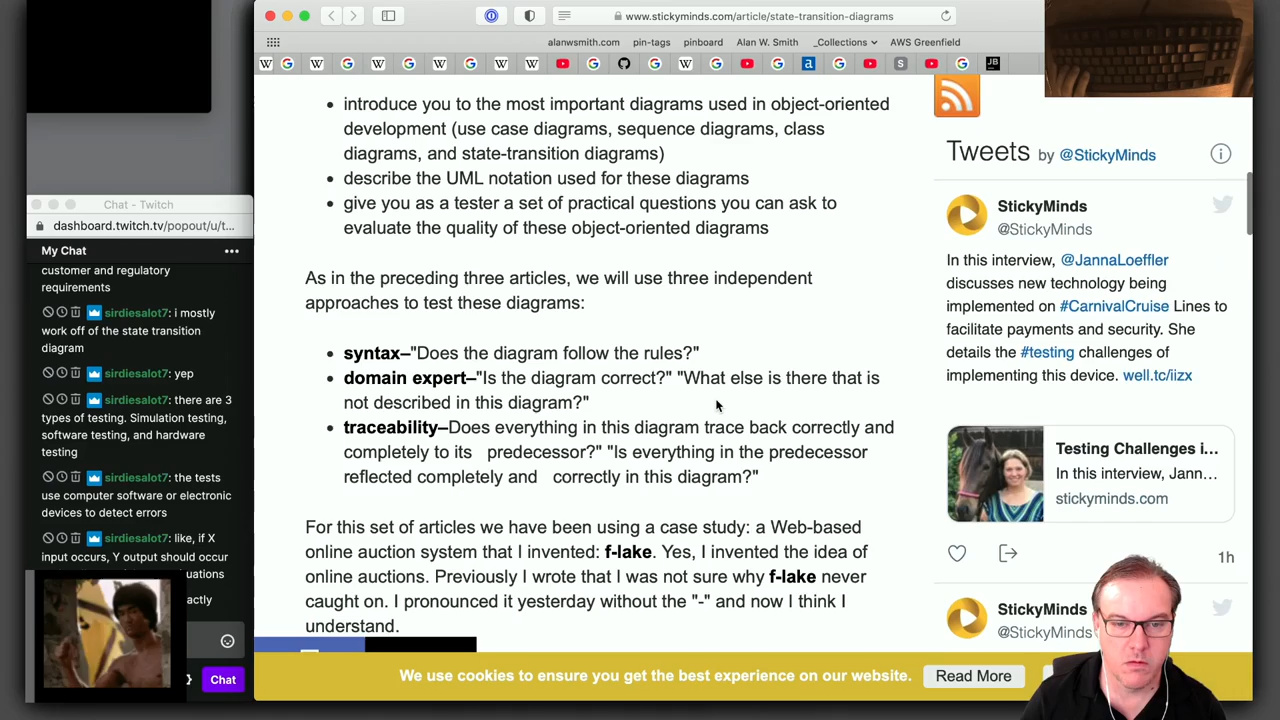 www.stickyminds.com/article/state-transition-diagrams
alanwsmith.com pin-tags pinboard Alan W. Smith _Collections AWS Greenfield
introduce you to the most important diagrams used in object-oriented
development (use case diagrams, sequence diagrams, class
diagrams, and state-transition diagrams)
describe the UML notation used for these diagrams
give you as a tester a set of practical questions you can ask to
evaluate the quality of these object-oriented diagrams
As in the preceding three articles, we will use three independent
approaches to test these diagrams:
syntax–"Does the diagram follow the rules?"
domain expert–"Is the diagram correct?" "What else is there that is
not described in this diagram?"
traceability–Does everything in this diagram trace back correctly and
completely to its predecessor?" "Is everything in the predecessor
reflected completely and correctly in this diagram?"
For this set of articles we have been using a case study: a Web-based
online auction system that I invented: f-lake. Yes, I invented the idea of
online auctions. Previously I wrote that I was not sure why f-lake never
caught on. I pronounced it yesterday without the "-" and now I think I
understand.
We use cookies to ensure you get the best experience on our website. Read More
Tweets by @StickyMinds
StickyMinds
@StickyMinds
In this interview, @JannaLoeffler
discusses new technology being
implemented on #CarnivalCruise Lines to
facilitate payments and security. She
details the #testing challenges of
implementing this device. well.tc/iizx
Testing Challenges i...
In this interview, Jann...
stickyminds.com
1h
StickyMinds
@StickyMinds
Chat - Twitch
dashboard.twitch.tv/popout/u/t...
My Chat
customer and regulatory
requirements
sirdiesalot7: i mostly
work off of the state transition
diagram
sirdiesalot7: yep
sirdiesalot7: there are 3
types of testing. Simulation testing,
software testing, and hardware
testing
sirdiesalot7: the tests
use computer software or electronic
devices to detect errors
sirdiesalot7: like, if X
input occurs, Y output should occur
Chat